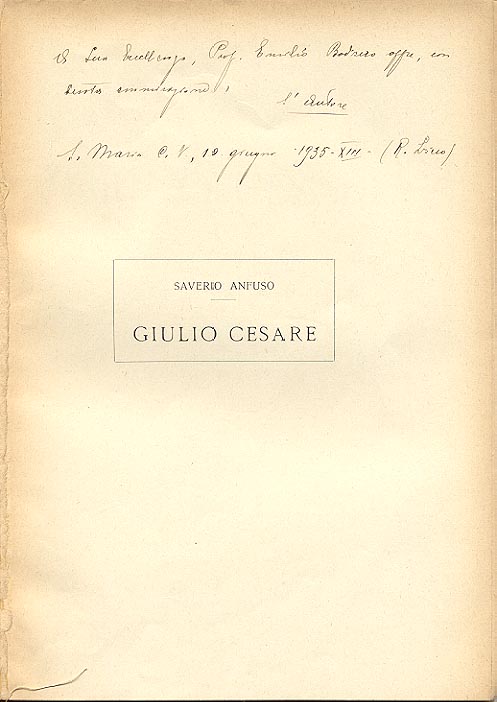 A Sua Eccellenza, Prof. Emilio Bodrero offre, con
devota ammirazione,
l'autore
S. Maria C. V., 10 giugno 1935-XIII - (R. Liceo)
SAVERIO ANFUSO
GIULIO CESARE